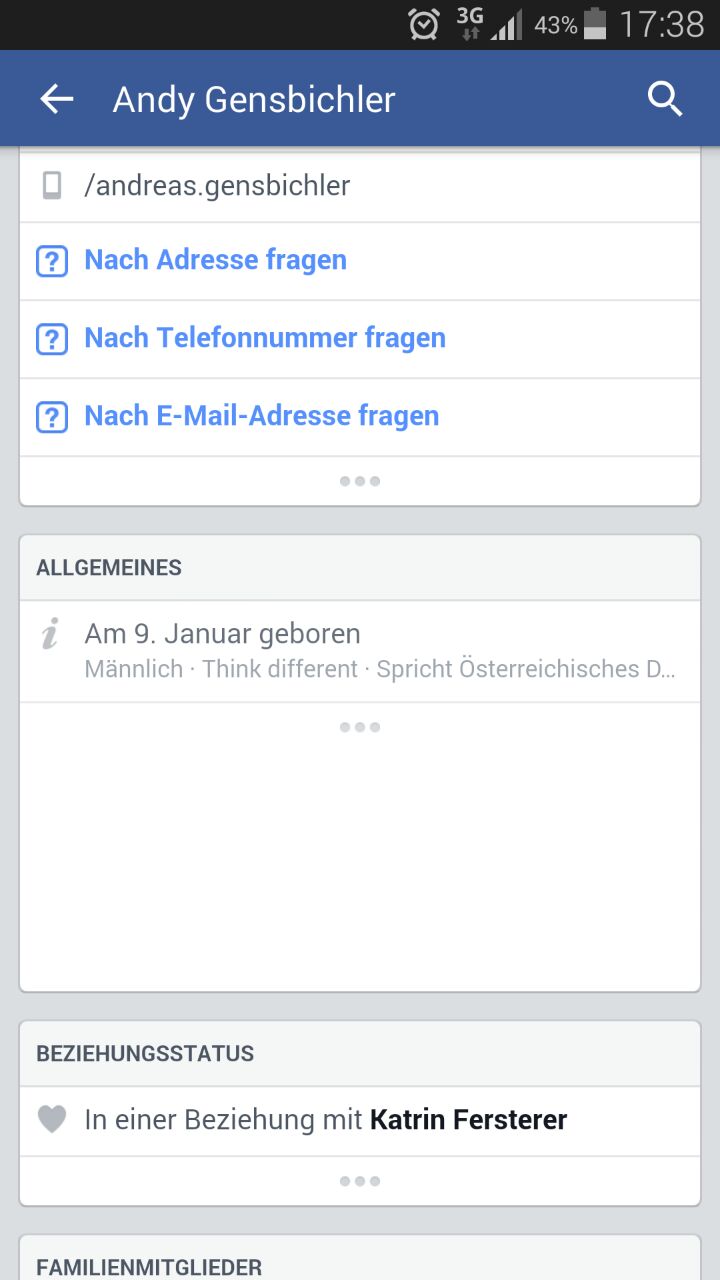 3G 43% 17:38
Andy Gensbichler
/andreas.gensbichler
Nach Adresse fragen
Nach Telefonnummer fragen
Nach E-Mail-Adresse fragen
ALLGEMEINES
Am 9. Januar geboren
Männlich · Think different · Spricht Österreichisches D...
BEZIEHUNGSSTATUS
In einer Beziehung mit Katrin Fersterer
FAMILIENMITGLIEDER